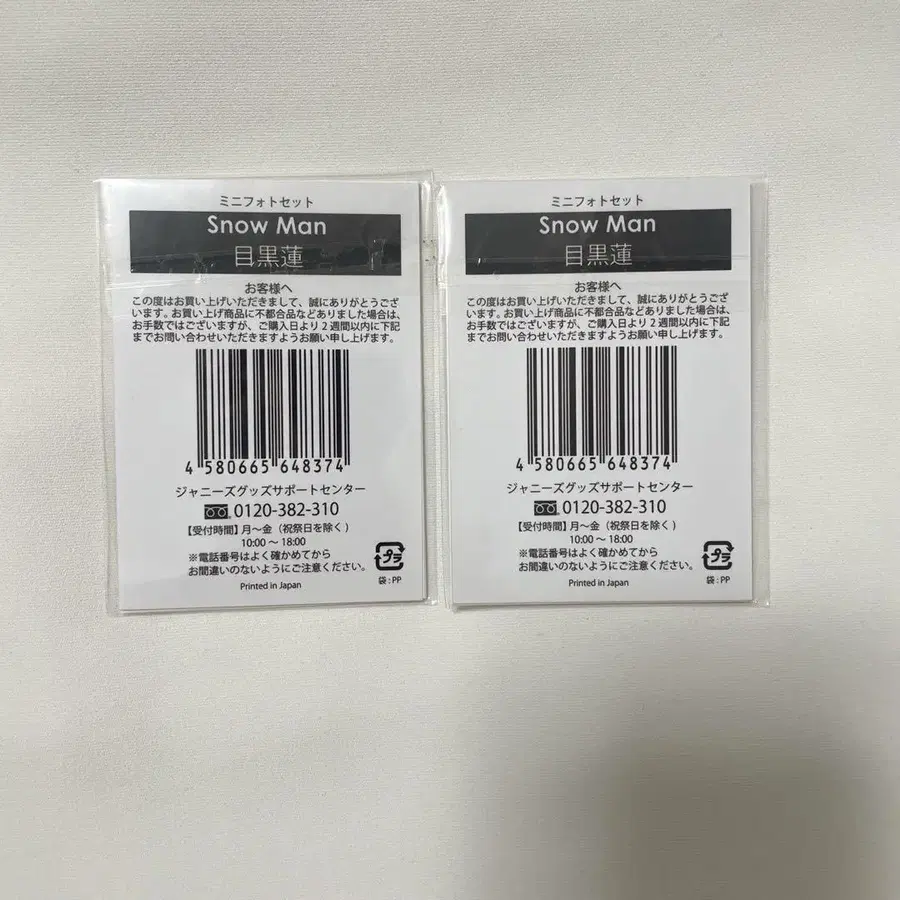 ミニフォトセット
Snow Man
目黒蓮
お客様へ
この度はお買い上げいただきまして、誠にありがとうござ
います。お買い上げ商品に不都合品などありました場合は、
お手数ではございますが、ご購入日より2週間以内に下記
までお問い合わせいただきますようお願い申し上げます。
4 580665 648374
ジャニーズグッズサポートセンター
0120-382-310
【受付時間】月〜金（祝祭日を除く）
10:00 〜 18:00
※電話番号はよく確かめてから
お間違いのないようにご注意ください。
プラ
袋：PP
Printed in Japan
ミニフォトセット
Snow Man
目黒蓮
お客様へ
この度はお買い上げいただきまして、誠にありがとうござ
います。お買い上げ商品に不都合品などありました場合は、
お手数ではございますが、ご購入日より2週間以内に下記
までお問い合わせいただきますようお願い申し上げます。
4 580665 648374
ジャニーズグッズサポートセンター
0120-382-310
【受付時間】月〜金（祝祭日を除く）
10:00 〜 18:00
※電話番号はよく確かめてから
お間違いのないようにご注意ください。
プラ
袋：PP
Printed in Japan